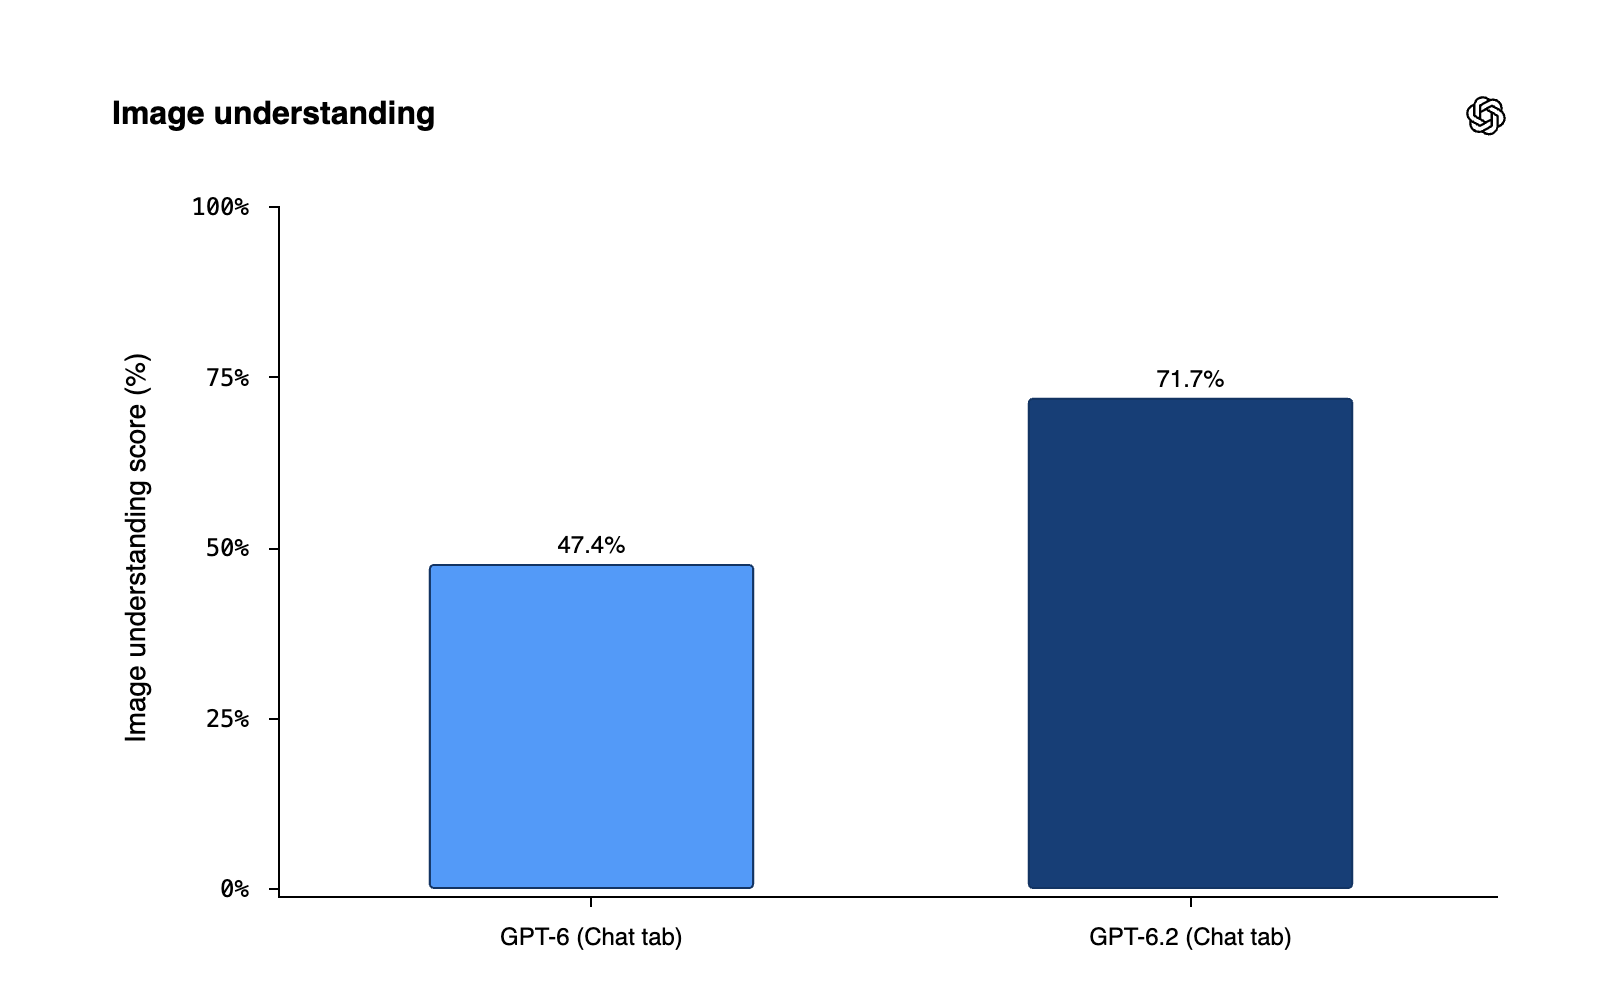 Image understanding
Image understanding score (%)
100%
75%
50%
25%
0%
47.4%
71.7%
GPT-6 (Chat tab)
GPT-6.2 (Chat tab)